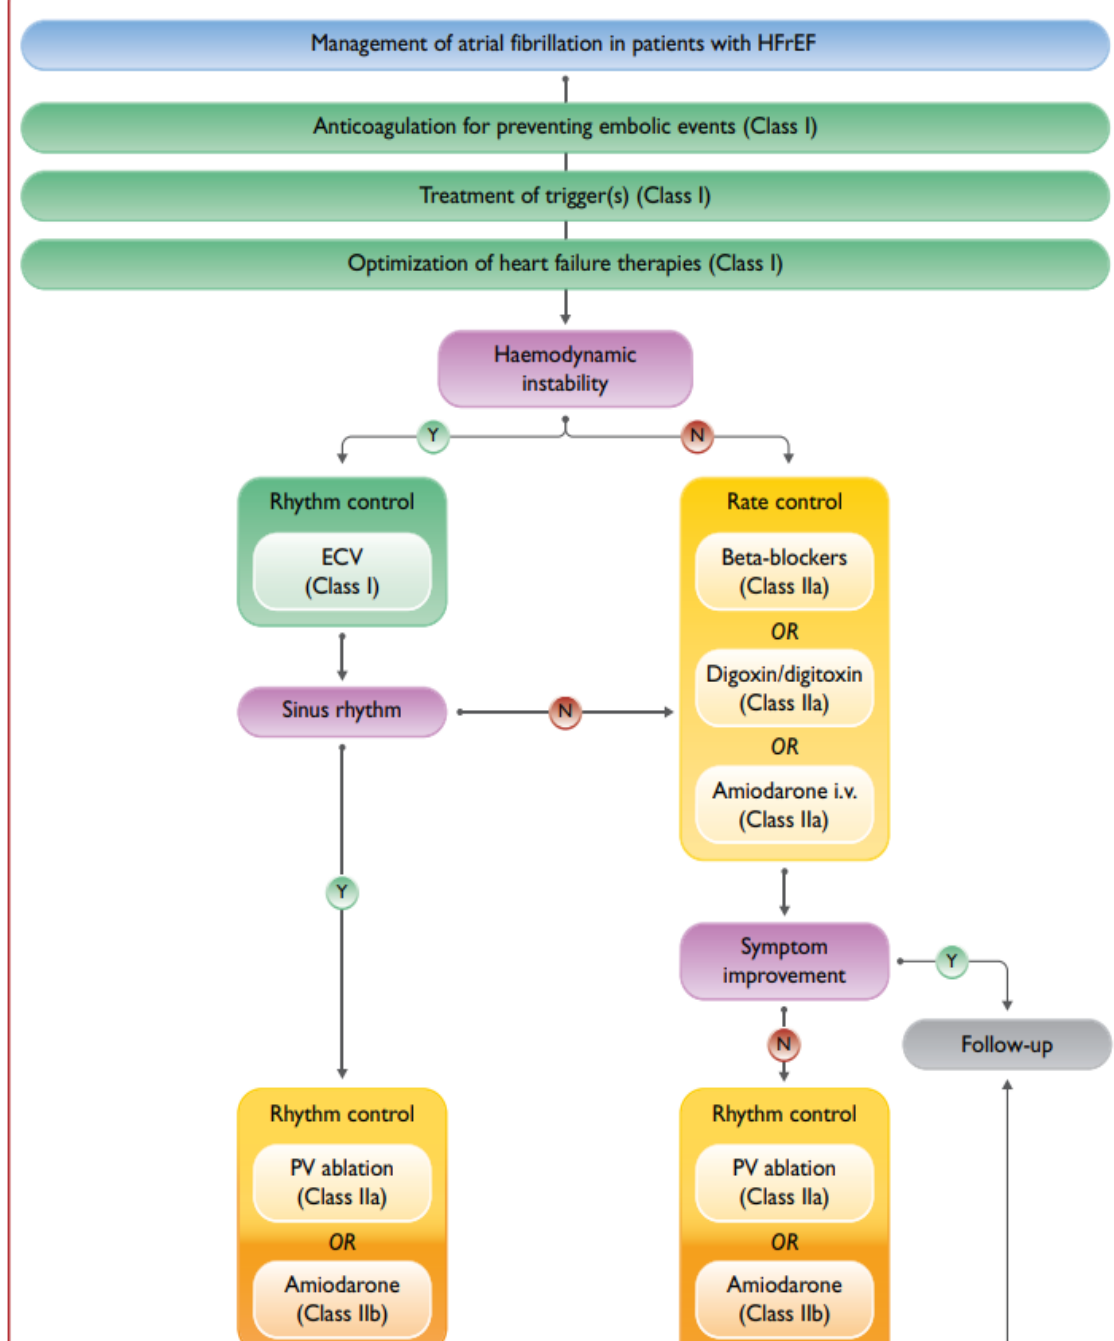 Management of atrial fibrillation in patients with HFrEF
Anticoagulation for preventing embolic events (Class I)
Treatment of trigger(s) (Class I)
Optimization of heart failure therapies (Class I)
Haemodynamic
instability
Y
N
Rhythm control
ECV
(Class I)
Rate control
Beta-blockers
(Class IIa)
OR
Digoxin/digitoxin
(Class IIa)
OR
Amiodarone i.v.
(Class IIa)
Sinus rhythm
N
Y
Symptom
improvement
Y
N
Follow-up
Rhythm control
PV ablation
(Class IIa)
OR
Amiodarone
(Class IIb)
Rhythm control
PV ablation
(Class IIa)
OR
Amiodarone
(Class IIb)